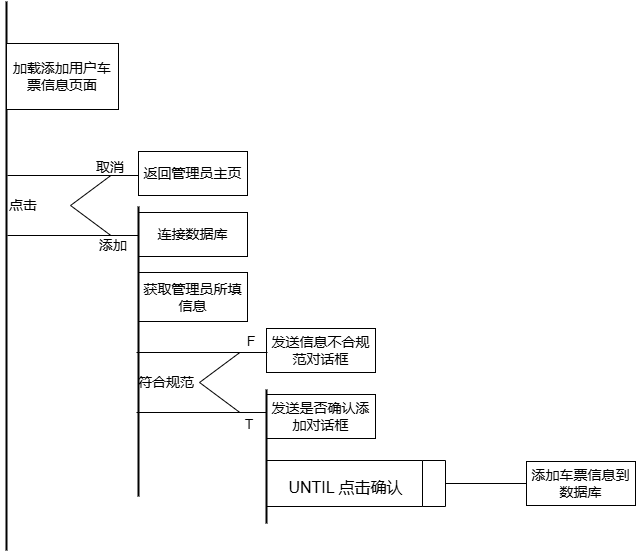 加载添加用户车
票信息页面
取消
返回管理员主页
点击
添加
连接数据库
获取管理员所填
信息
F
发送信息不合规
范对话框
符合规范
T
发送是否确认添
加对话框
UNTIL 点击确认
添加车票信息到
数据库